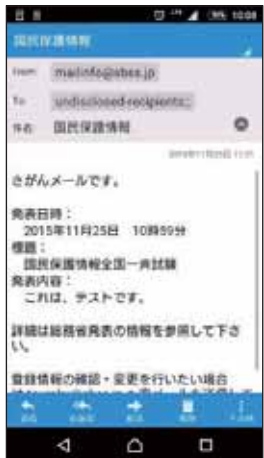 10:08
国民保護情報
From
mailinfo@sbss.jp
To
undisclosed-recipients:;
件名
国民保護情報
さがんメールです。
発表日時：
2015年11月25日 10時59分
標題：
国民保護情報全国一斉試験
発表内容：
これは、テストです。
詳細は総務省発表の情報を参照して下さ
い。
登録情報の確認・変更を行いたい場合